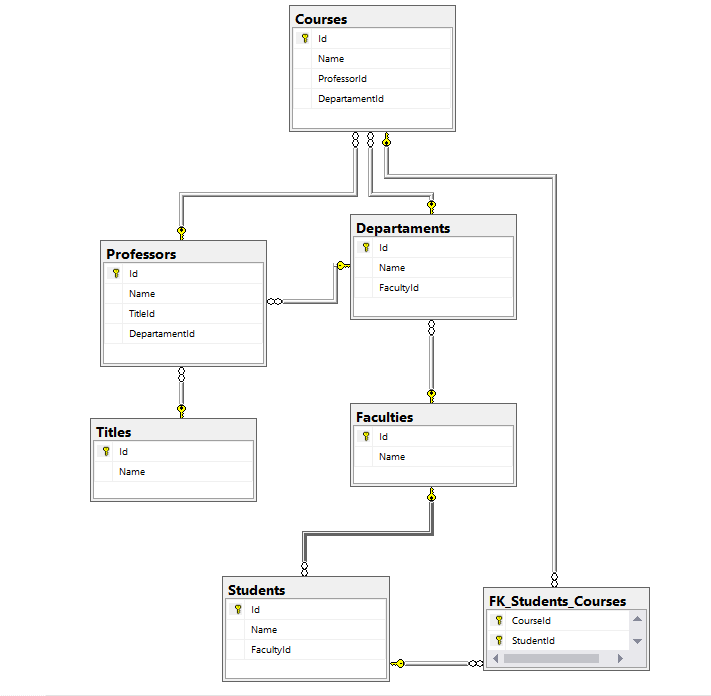 Courses
Id
Name
ProfessorId
DepartamentId
Professors
Id
Name
TitleId
DepartamentId
Departaments
Id
Name
FacultyId
Titles
Id
Name
Faculties
Id
Name
Students
Id
Name
FacultyId
FK_Students_Courses
CourseId
StudentId